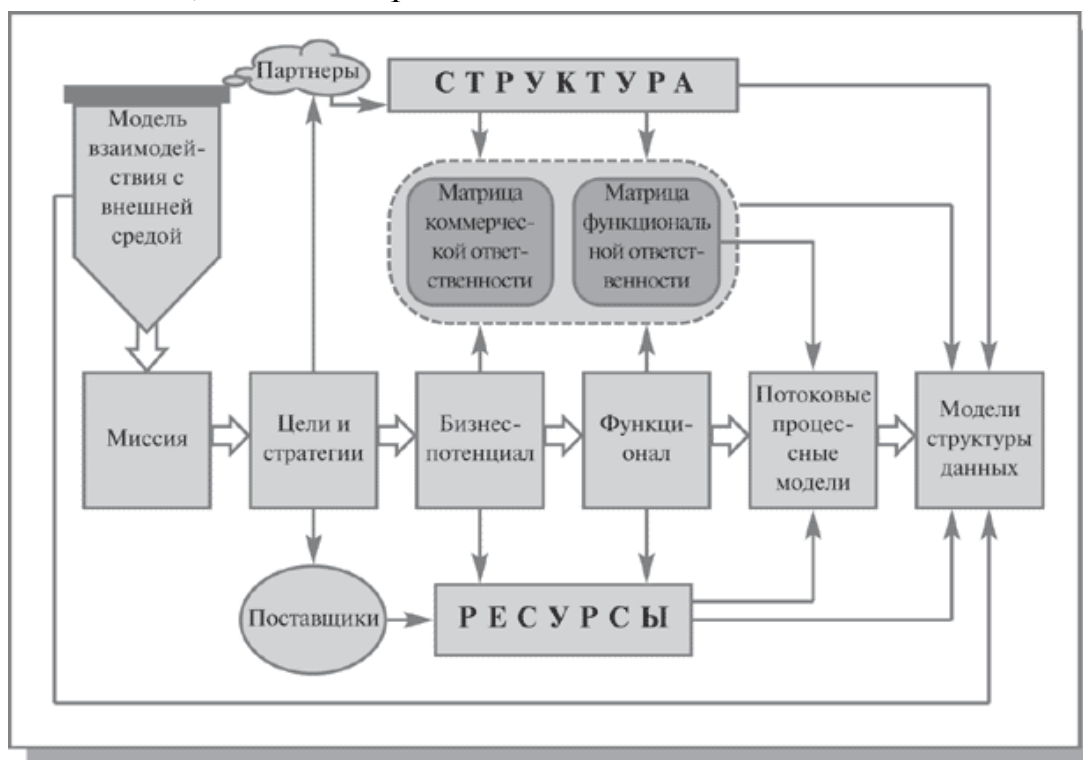 Партнеры
СТРУКТУРА
Модель
взаимодей-
ствия с
внешней
средой
Матрица
коммерчес-
кой ответ-
ственности
Матрица
функциональ
ной ответст-
венности
Миссия
Цели и
стратегии
Бизнес-
потенциал
Функци-
онал
Потоковые
процес-
сные
модели
Модели
структуры
данных
Поставщики
РЕСУРСЫ